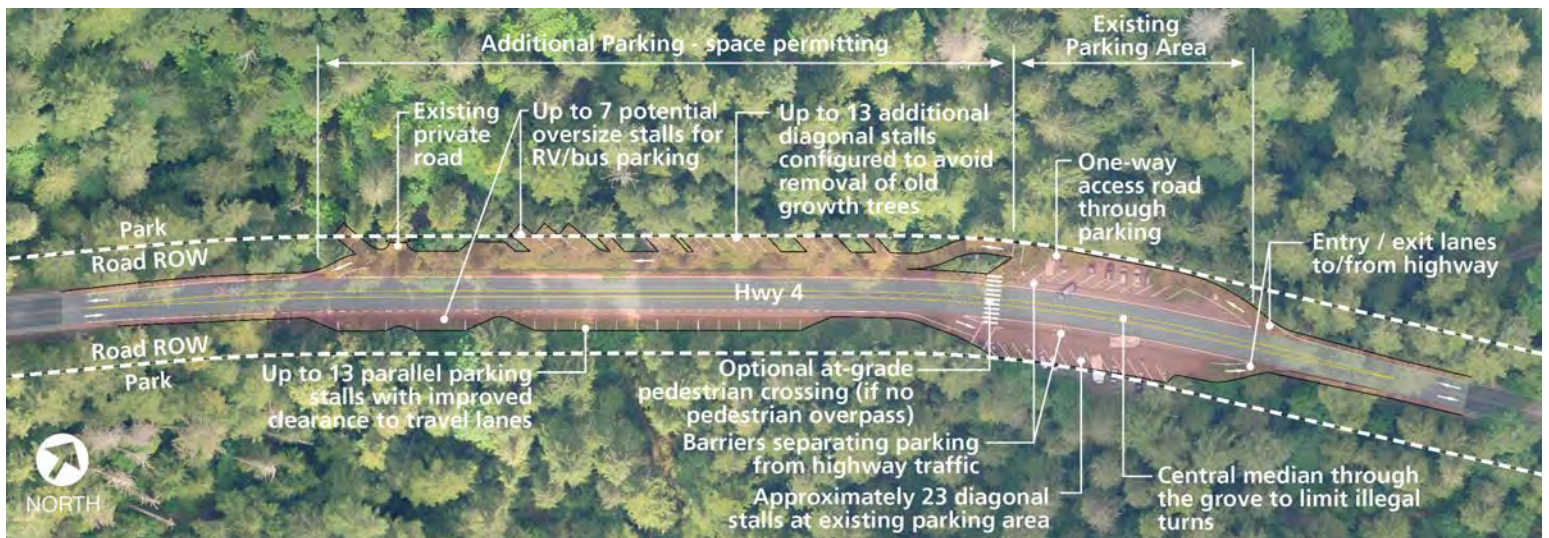 Additional Parking - space permitting
Existing
Parking Area
Existing
private
road
Up to 7 potential
oversize stalls for
RV/bus parking
Up to 13 additional
diagonal stalls
configured to avoid
removal of old
growth trees
One-way
access road
through
parking
Entry / exit lanes
to/from highway
Park
Road ROW
Hwy 4
Road ROW
Park
Up to 13 parallel parking
stalls with improved
clearance to travel lanes
Optional at-grade
pedestrian crossing (if no
pedestrian overpass)
Barriers separating parking
from highway traffic
Approximately 23 diagonal
stalls at existing parking area
Central median through
the grove to limit illegal
turns
NORTH